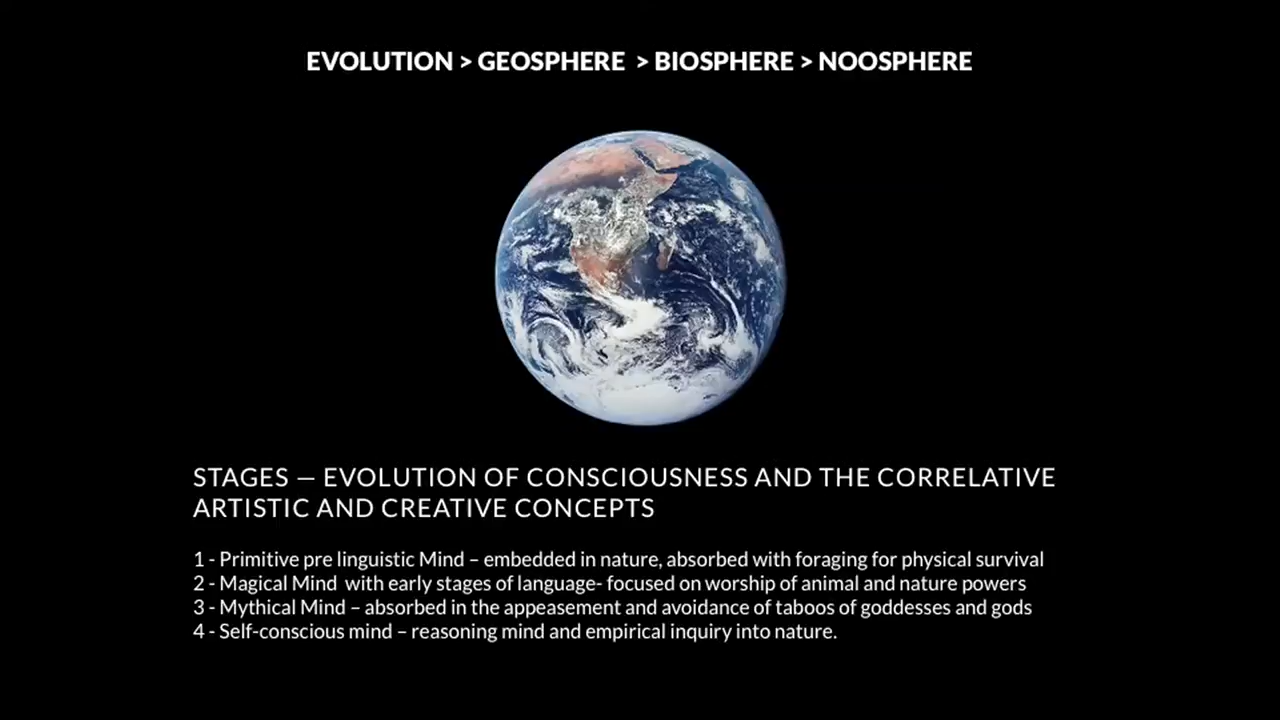 EVOLUTION > GEOSPHERE > BIOSPHERE > NOOSPHERE
STAGES — EVOLUTION OF CONSCIOUSNESS AND THE CORRELATIVE
ARTISTIC AND CREATIVE CONCEPTS
1 - Primitive pre linguistic Mind – embedded in nature, absorbed with foraging for physical survival
2 - Magical Mind with early stages of language- focused on worship of animal and nature powers
3 - Mythical Mind – absorbed in the appeasement and avoidance of taboos of goddesses and gods
4 - Self-conscious mind – reasoning mind and empirical inquiry into nature.